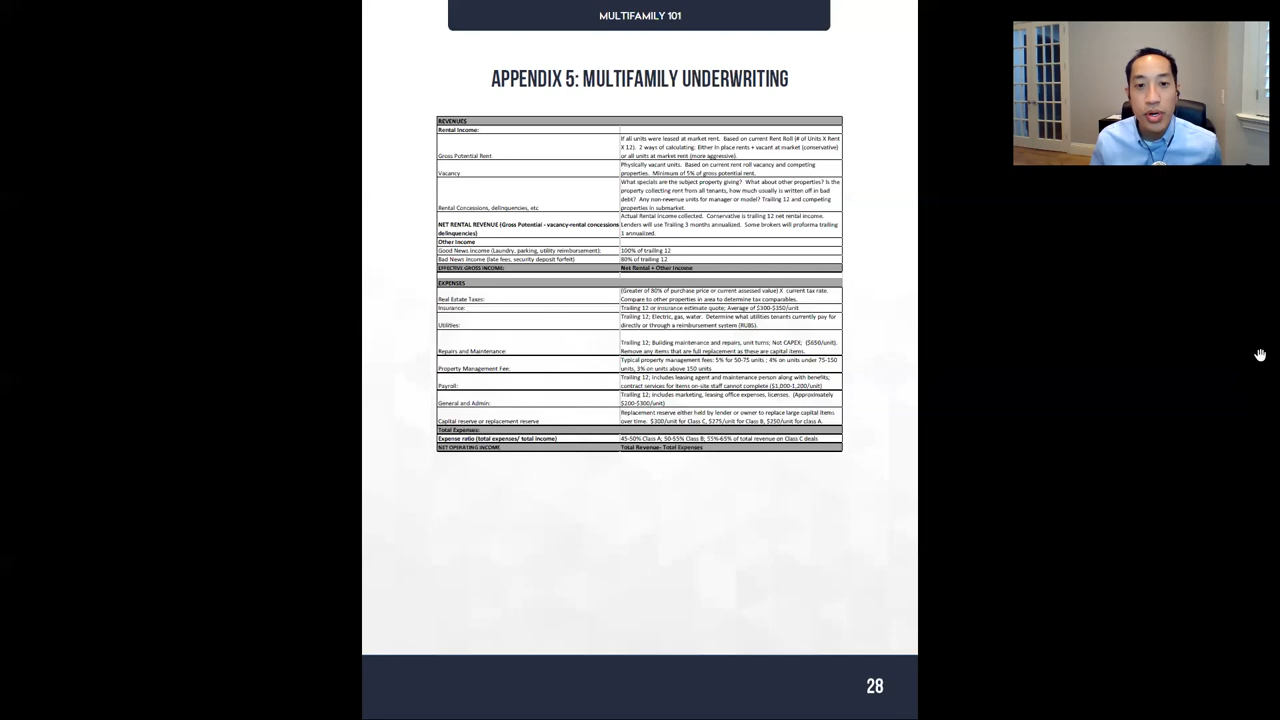 MULTIFAMILY 101
APPENDIX 5: MULTIFAMILY UNDERWRITING
REVENUES
Rental Income:
Gross Potential Rent
If all units were leased at market rent. Based on current Rent Roll (# of Units X Rent
X 12). 2 ways of calculating: Either In place rents + vacant at market (conservative)
or all units at market rent (more aggressive).
Vacancy
Physically vacant units. Based on current rent roll vacancy and competing
properties. Minimum of 5% of gross potential rent.
Rental Concessions, delinquencies, etc
What specials are the subject property giving? What about other properties? Is the
property collecting rent from all tenants, how much usually is written off in bad
debt? Any non-revenue units for manager or model? Trailing 12 and competing
properties in submarket.
NET RENTAL REVENUE (Gross Potential - vacancy-rental concessions
delinquencies)
Actual Rental Income collected. Conservative is trailing 12 net rental income.
Lenders will use Trailing 3 months annualized. Some brokers will proforma trailing
1 annualized.
Other Income
Good News Income (Laundry, parking, utility reimbursement):
100% of trailing 12
Bad News Income (late fees, security deposit forfeit)
80% of trailing 12
EFFECTIVE GROSS INCOME:
Net Rental + Other Income
EXPENSES
Real Estate Taxes:
(Greater of 80% of purchase price or current assessed value) X current tax rate.
Compare to other properties in area to determine tax comparables.
Insurance:
Trailing 12 or insurance estimate quote; Average of $300-$350/unit
Utilities:
Trailing 12; Electric, gas, water. Determine what utilities tenants currently pay for
directly or through a reimbursement system (RUBS).
Repairs and Maintenance:
Trailing 12; Building maintenance and repairs, unit turns; Not CAPEX; ($650/unit).
Remove any items that are full replacement as these are capital items.
Property Management Fee:
Typical property management fees: 5% for 50-75 units ; 4% on units under 75-150
units, 3% on units above 150 units
Payroll:
Trailing 12; Includes leasing agent and maintenance person along with benefits;
contract services for items on-site staff cannot complete ($1,000-1,200/unit)
General and Admin:
Trailing 12; Includes marketing, leasing office expenses, licenses. (Approximately
$200-$300/unit)
Capital reserve or replacement reserve
Replacement reserve either held by lender or owner to replace large capital items
over time. $300/unit for Class C, $275/unit for Class B, $250/unit for class A.
Total Expenses:
Expense ratio (total expenses/ total income)
45-50% Class A; 50-55% Class B; 55%-65% of total revenue on Class C deals
NET OPERATING INCOME
Total Revenue- Total Expenses
28